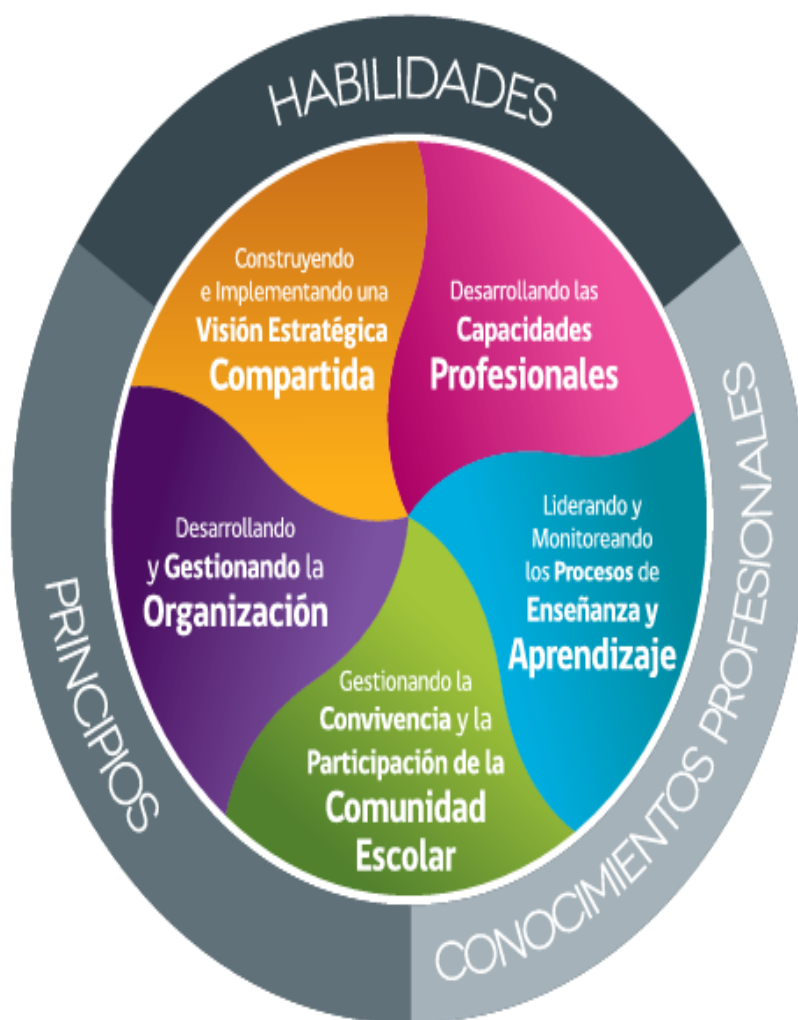 HABILIDADES
Construyendo
e Implementando una
Visión Estratégica
Compartida
Desarrollando las
Capacidades
Profesionales
Liderando y
Monitoreando
los Procesos de
Enseñanza y
Aprendizaje
Gestionando la
Convivencia y la
Participación de la
Comunidad
Escolar
Desarrollando
y Gestionando la
Organización
PRINCIPIOS
CONOCIMIENTOS PROFESIONALES